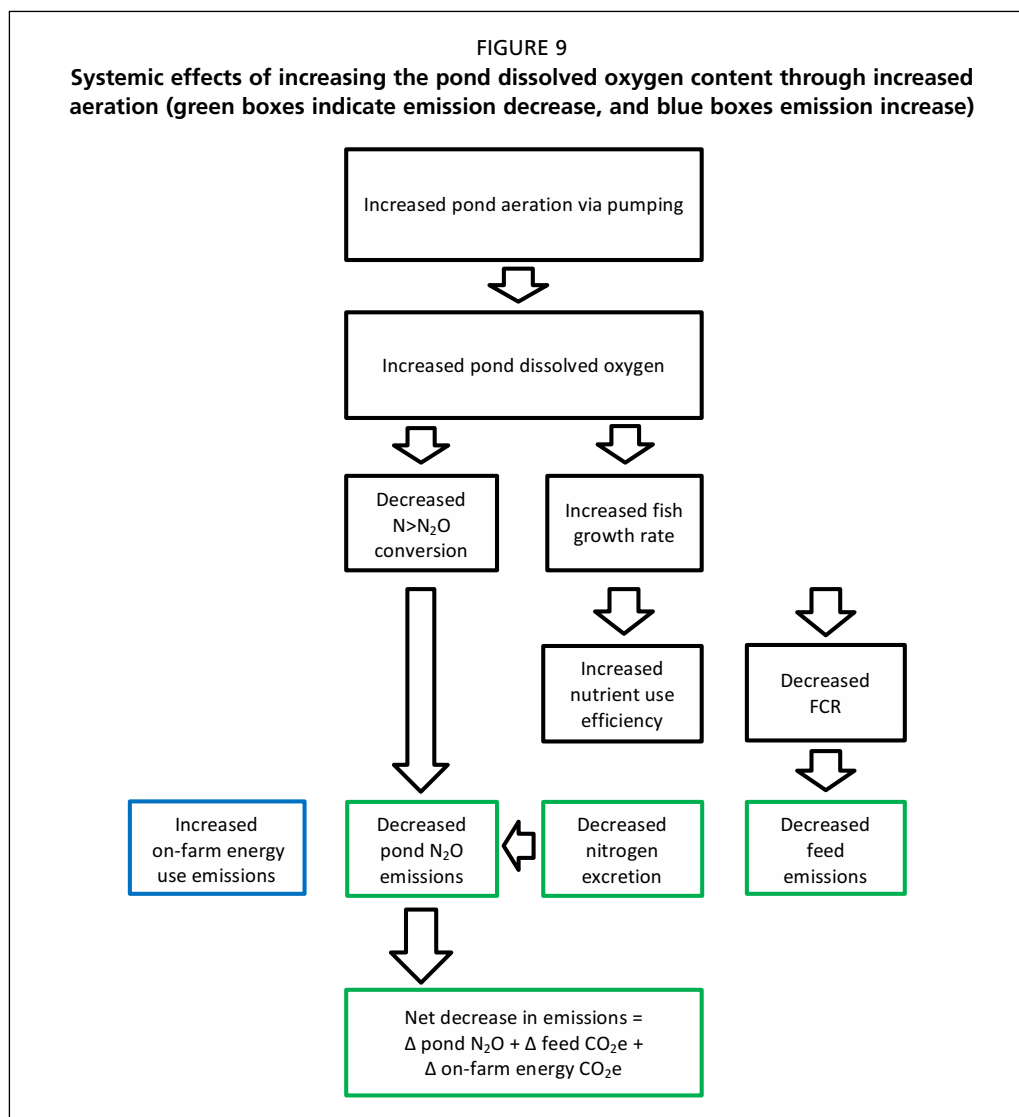 FIGURE 9
Systemic effects of increasing the pond dissolved oxygen content through increased
aeration (green boxes indicate emission decrease, and blue boxes emission increase)
Increased pond aeration via pumping
Increased pond dissolved oxygen
Decreased
N>N₂O
conversion
Increased fish
growth rate
Increased
nutrient use
efficiency
Decreased
FCR
Increased
on-farm energy
use emissions
Decreased
pond N₂O
emissions
Decreased
nitrogen
excretion
Decreased
feed
emissions
Net decrease in emissions =
Δ pond N₂O + Δ feed CO₂e +
Δ on-farm energy CO₂e